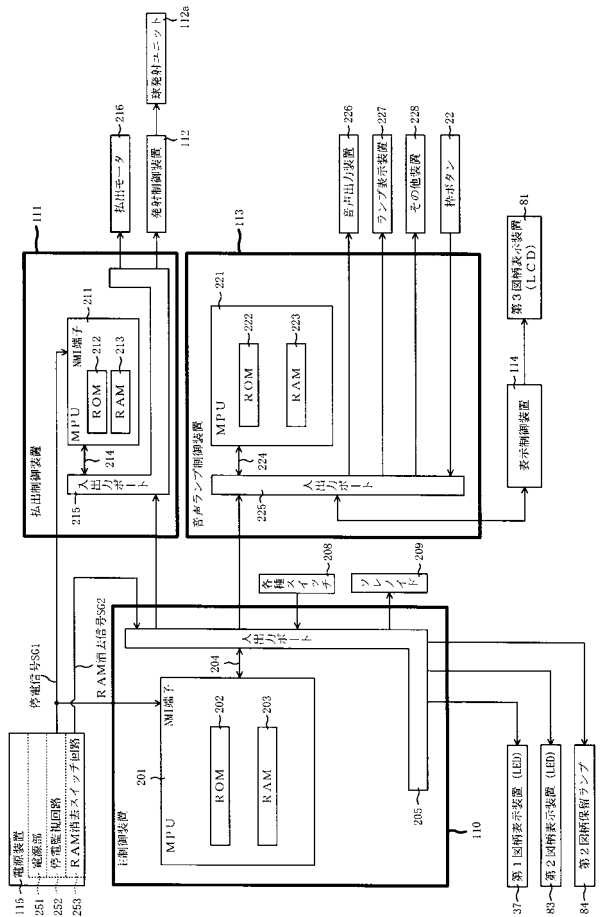 115
電源装置
251
電源部
252
停電監視回路
253
RAM消去スイッチ回路
停電信号SG1
RAM消去信号SG2
111
払出制御装置
215
入出力ポート
214
MPU
211
NMI端子
ROM
212
RAM
213
払出モータ
216
発射制御装置
112
球発射ユニット
112a
主制御装置
201
MPU
NMI端子
ROM
202
RAM
203
204
入出力ポート
205
110
各種スイッチ
208
ソレノイド
209
113
音声ランプ制御装置
225
入出力ポート
224
MPU
221
ROM
222
RAM
223
音声出力装置
226
ランプ表示装置
227
その他装置
228
枠ボタン
22
表示制御装置
114
第3図柄表示装置
(LCD)
81
37
第1図柄表示装置(LED)
83
第2図柄表示装置(LED)
84
第2図柄保留ランプ